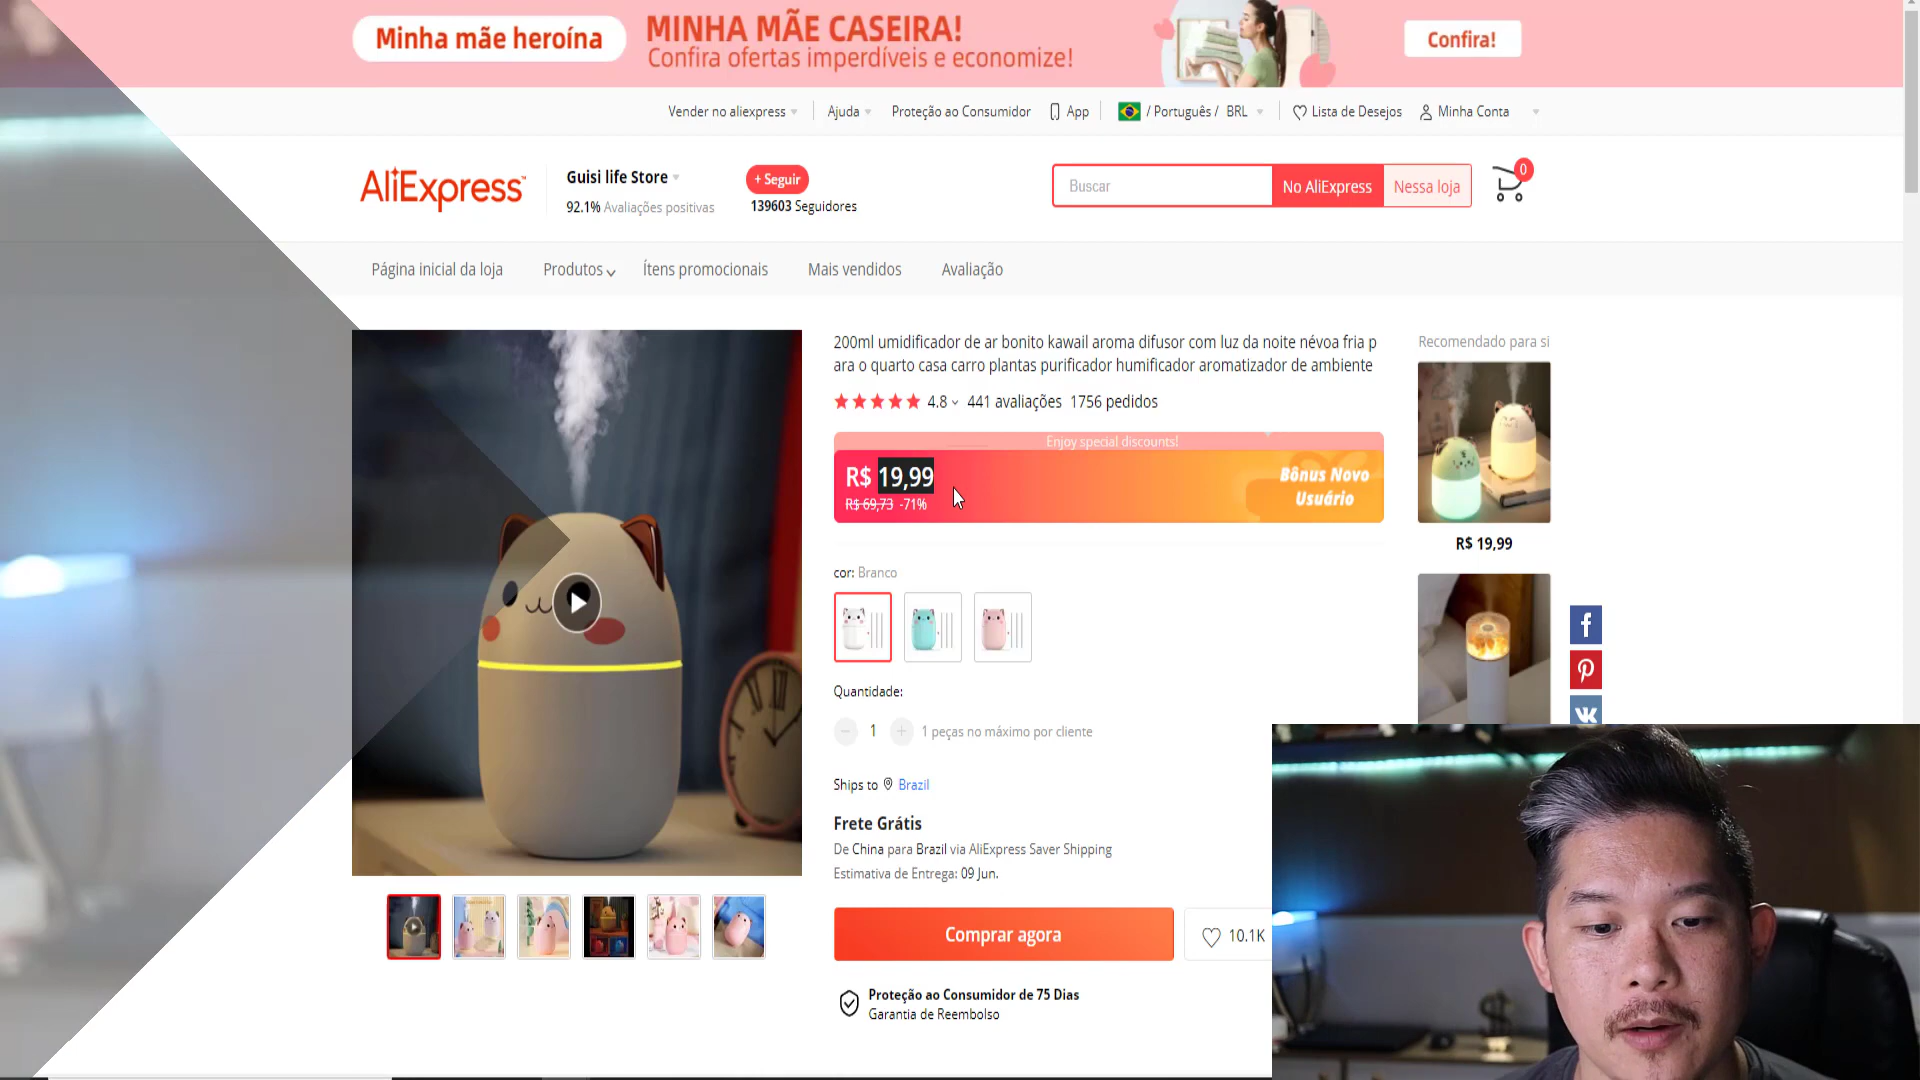 Minha mãe heroína
MINHA MÃE CASEIRA!
Confira ofertas imperdíveis e economize!
Confira!
Vender no aliexpress
Ajuda
Proteção ao Consumidor
App
/ Português / BRL
Lista de Desejos
Minha Conta
AliExpress™
Guisi life Store
92.1% Avaliações positivas
+ Seguir
139603 Seguidores
Buscar
No AliExpress
Nessa loja
0
Página inicial da loja
Produtos
Ítens promocionais
Mais vendidos
Avaliação
200ml umidificador de ar bonito kawail aroma difusor com luz da noite névoa fria p
ara o quarto casa carro plantas purificador humificador aromatizador de ambiente
4.8 441 avaliações 1756 pedidos
Enjoy special discounts!
R$ 19,99
R$ 69,73 -71%
Bônus Novo
Usuário
cor: Branco
Quantidade:
− 1 + 1 peças no máximo por cliente
Ships to Brazil
Frete Grátis
De China para Brazil via AliExpress Saver Shipping
Estimativa de Entrega: 09 Jun.
Comprar agora
10.1K
Proteção ao Consumidor de 75 Dias
Garantia de Reembolso
Recomendado para si
R$ 19,99